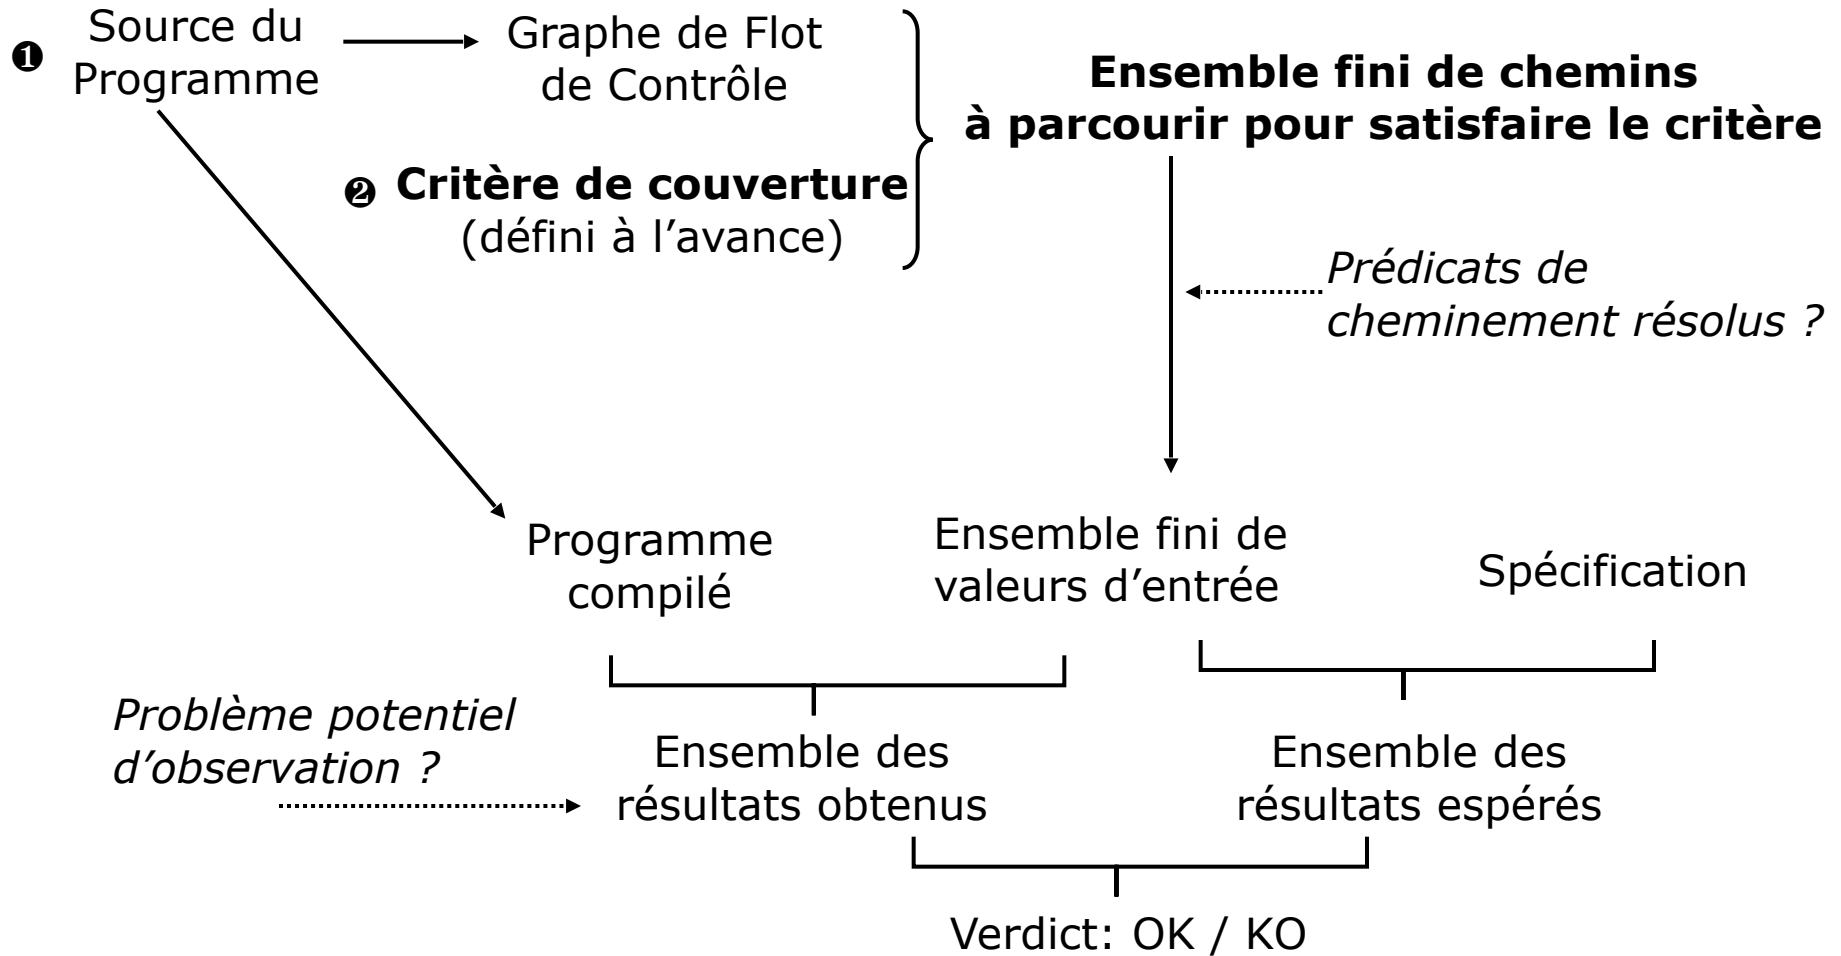 ❶
Source du
Programme
Graphe de Flot
de Contrôle
Ensemble fini de chemins
à parcourir pour satisfaire le critère
❷ Critère de couverture
(défini à l’avance)
Prédicats de
cheminement résolus ?
Programme
compilé
Ensemble fini de
valeurs d’entrée
Spécification
Problème potentiel
d’observation ?
Ensemble des
résultats obtenus
Ensemble des
résultats espérés
Verdict: OK / KO